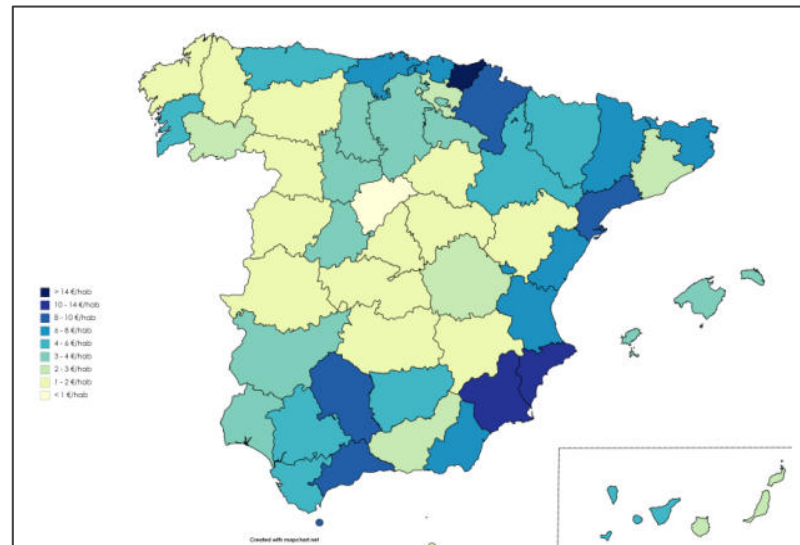 > 14 €/hab
10 - 14 €/hab
8 - 10 €/hab
6 - 8 €/hab
4 - 6 €/hab
3 - 4 €/hab
2 - 3 €/hab
1 - 2 €/hab
< 1 €/hab
Created with mapchart.net